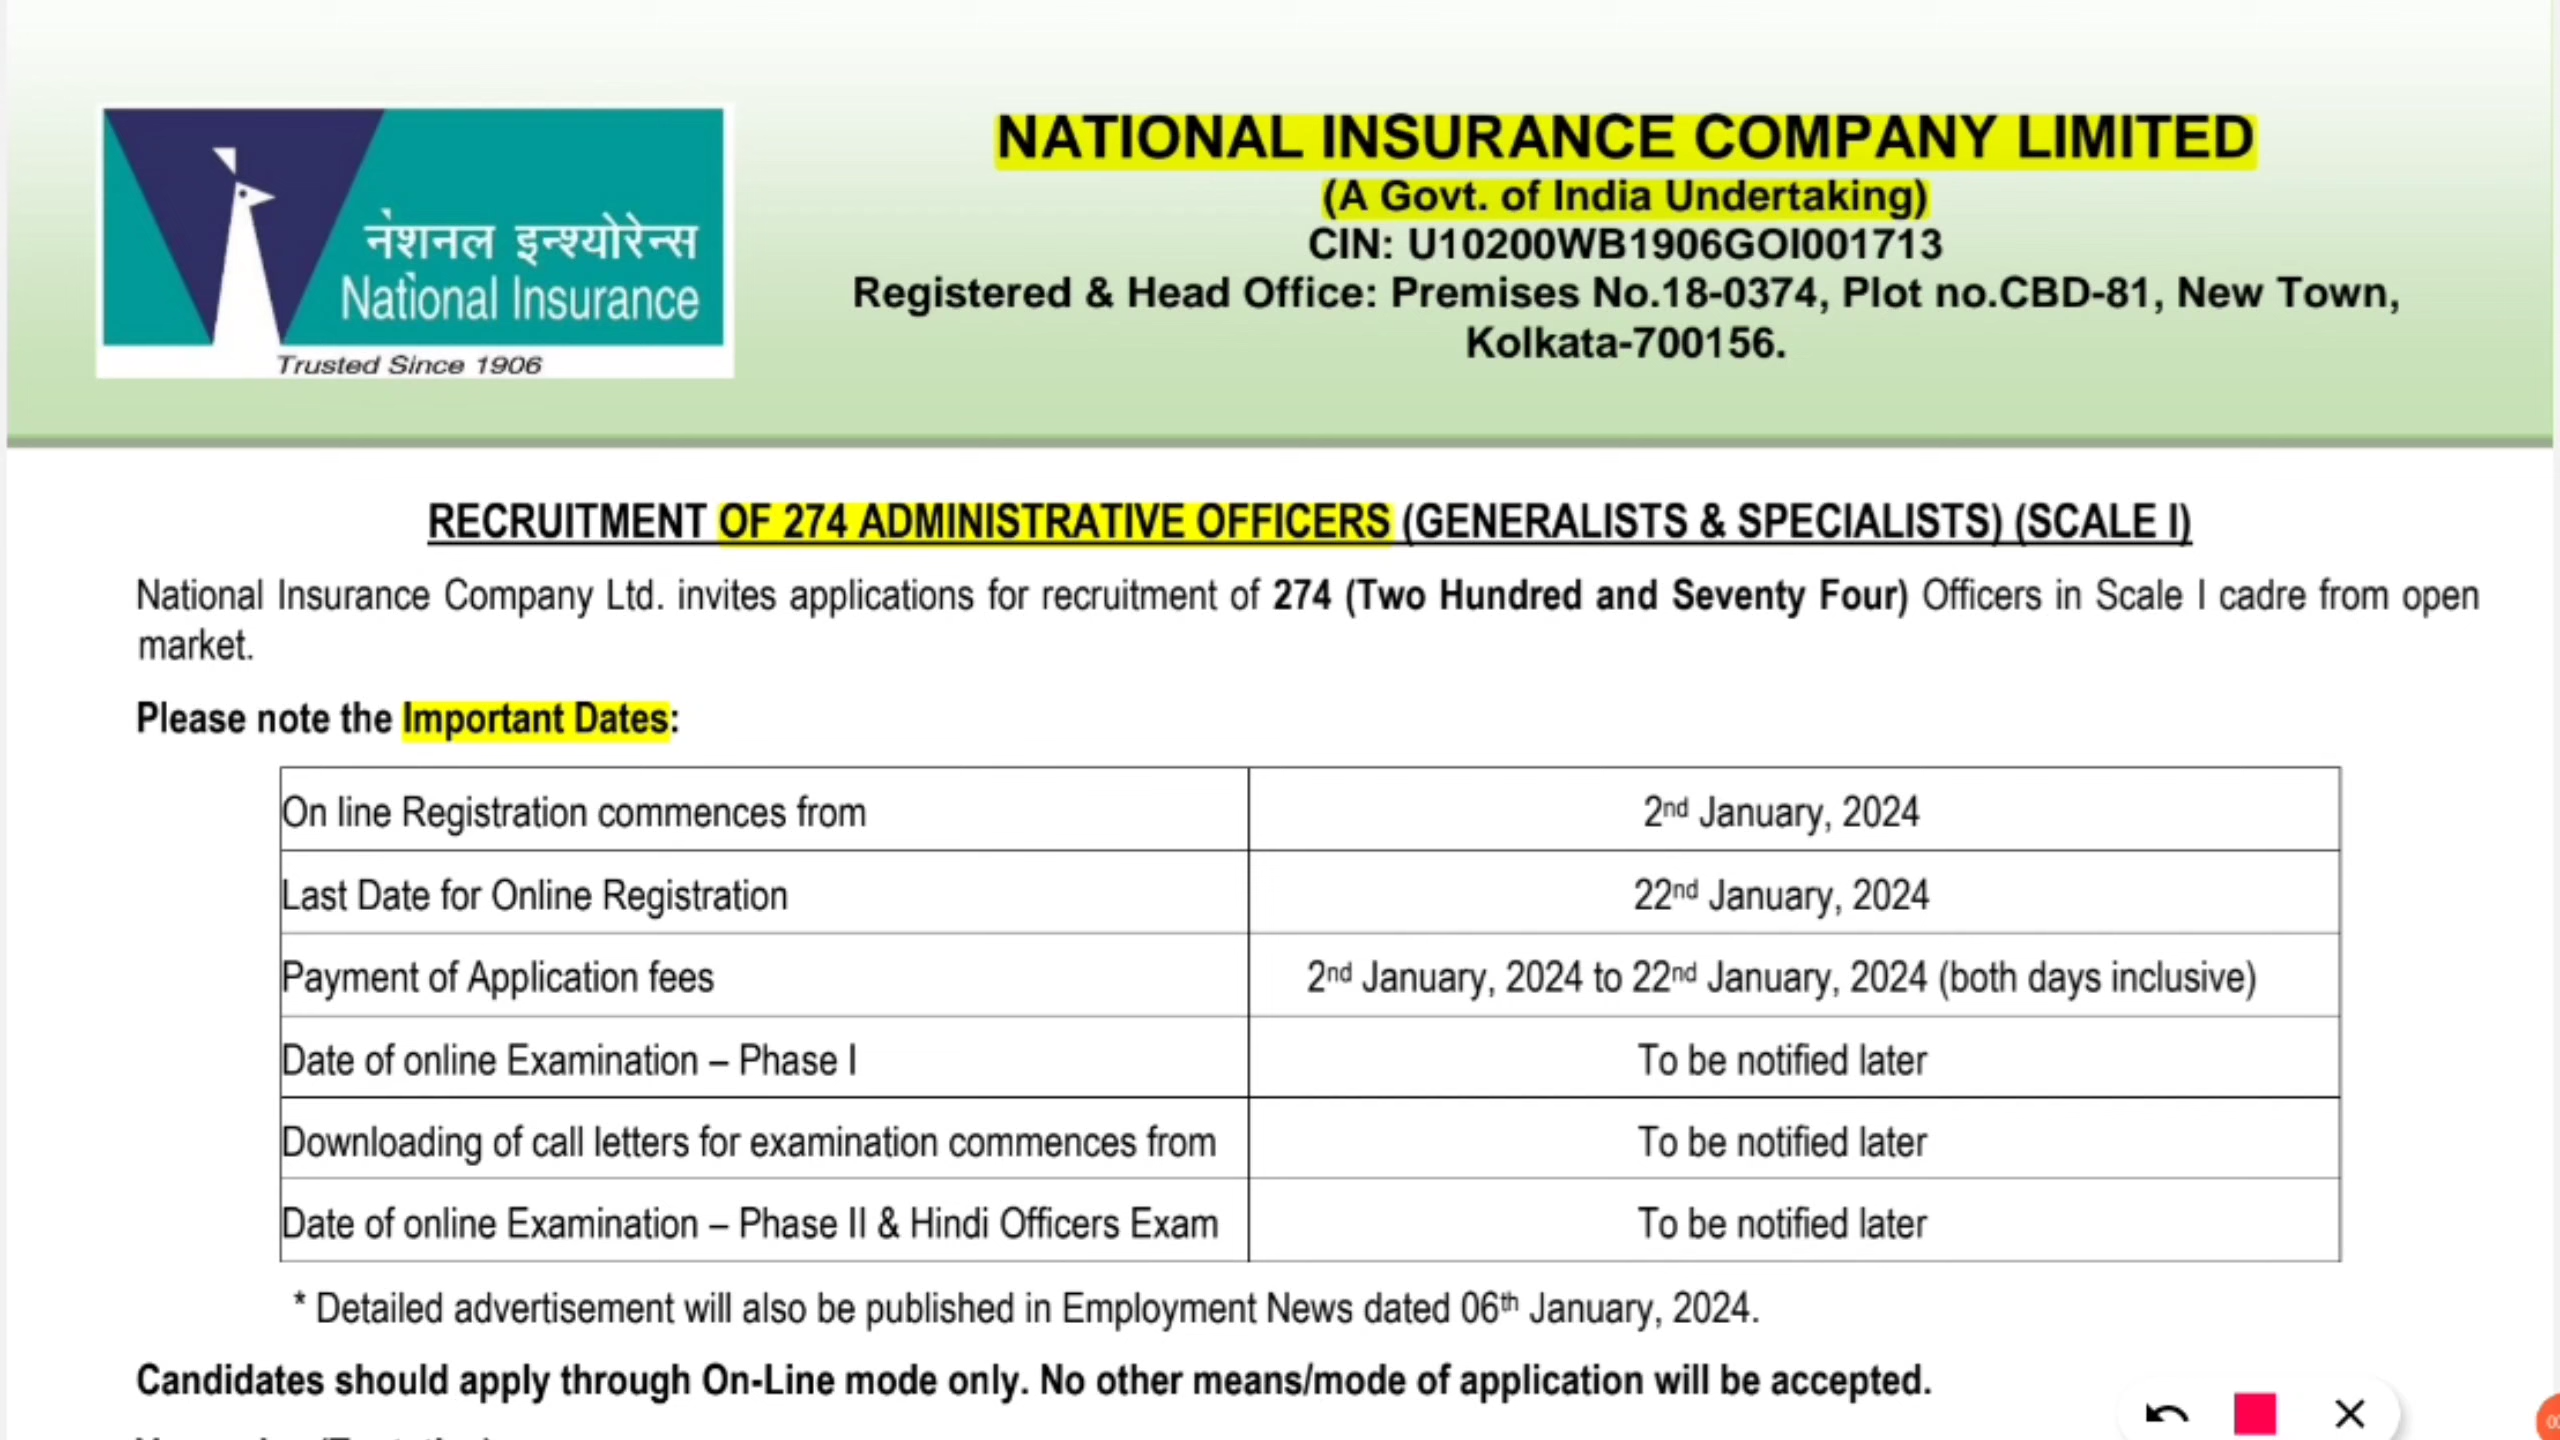 नेशनल इन्श्योरेन्स
National Insurance
Trusted Since 1906
NATIONAL INSURANCE COMPANY LIMITED
(A Govt. of India Undertaking)
CIN: U10200WB1906GOI001713
Registered & Head Office: Premises No.18-0374, Plot no.CBD-81, New Town,
Kolkata-700156.
RECRUITMENT OF 274 ADMINISTRATIVE OFFICERS (GENERALISTS & SPECIALISTS) (SCALE I)
National Insurance Company Ltd. invites applications for recruitment of 274 (Two Hundred and Seventy Four) Officers in Scale I cadre from open
market.
Please note the Important Dates:
On line Registration commences from 2nd January, 2024
Last Date for Online Registration 22nd January, 2024
Payment of Application fees 2nd January, 2024 to 22nd January, 2024 (both days inclusive)
Date of online Examination – Phase I To be notified later
Downloading of call letters for examination commences from To be notified later
Date of online Examination – Phase II & Hindi Officers Exam To be notified later
* Detailed advertisement will also be published in Employment News dated 06th January, 2024.
Candidates should apply through On-Line mode only. No other means/mode of application will be accepted.